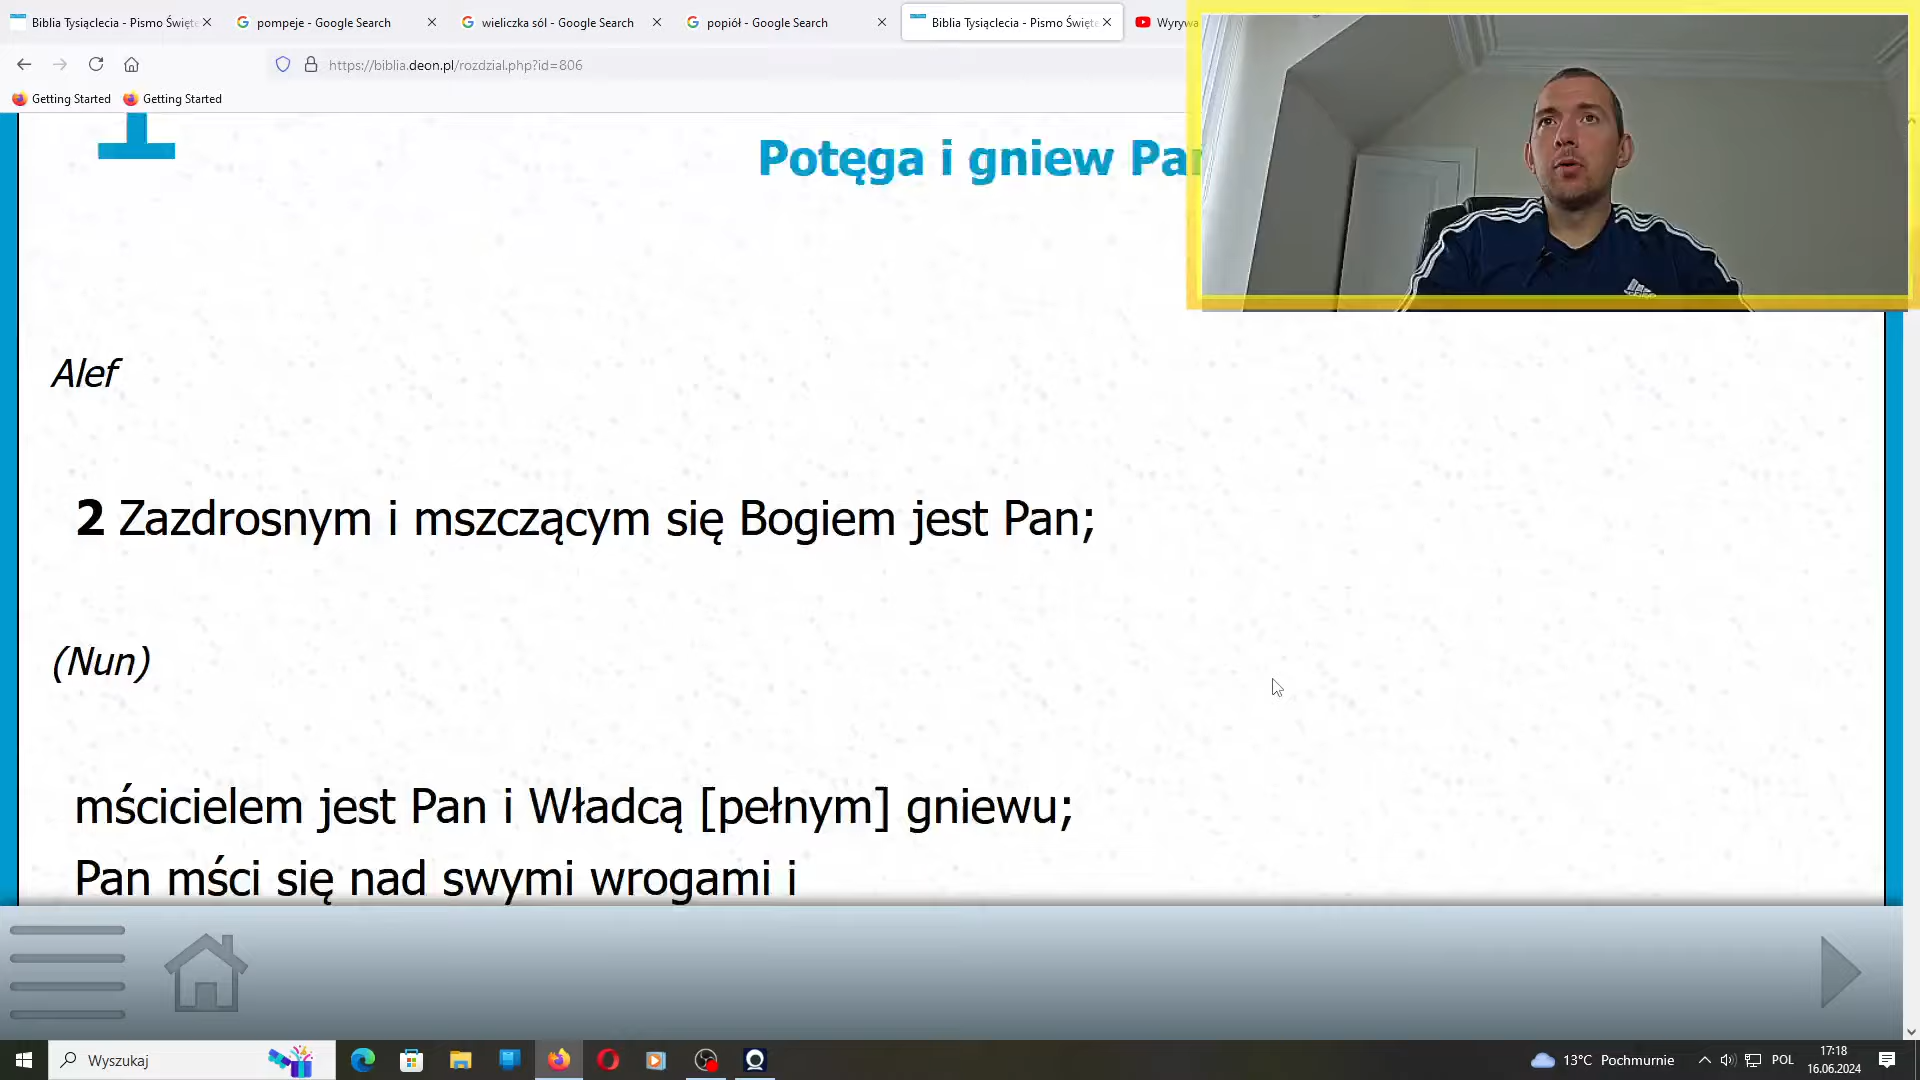 Biblia Tysiąclecia - Pismo Święte
pompeje - Google Search
wieliczka sól - Google Search
popiół - Google Search
Biblia Tysiąclecia - Pismo Święte
Wyrywa
https://biblia.deon.pl/rozdzial.php?id=806
Getting Started
Getting Started
1
Potęga i gniew Pa
Alef
2 Zazdrosnym i mszczącym się Bogiem jest Pan;
(Nun)
mścicielem jest Pan i Władcą [pełnym] gniewu;
Pan mści się nad swymi wrogami i
Wyszukaj
13°C Pochmurnie
POL
17:18
16.06.2024